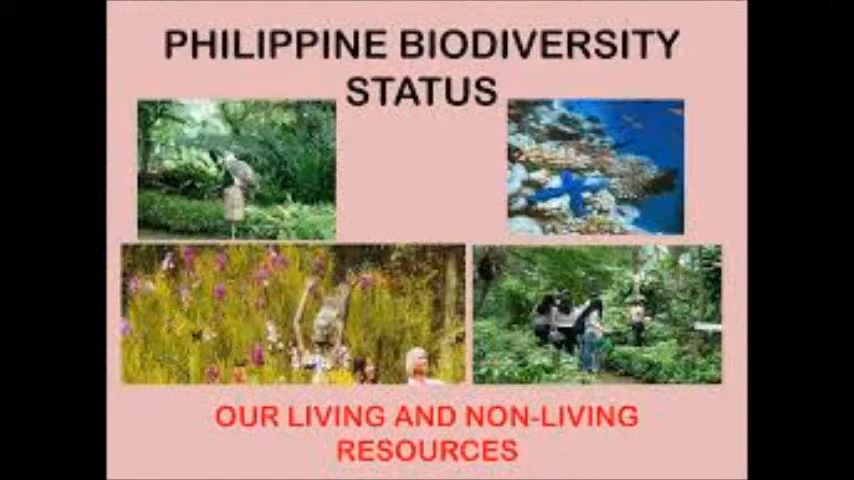 PHILIPPINE BIODIVERSITY
STATUS
OUR LIVING AND NON-LIVING
RESOURCES